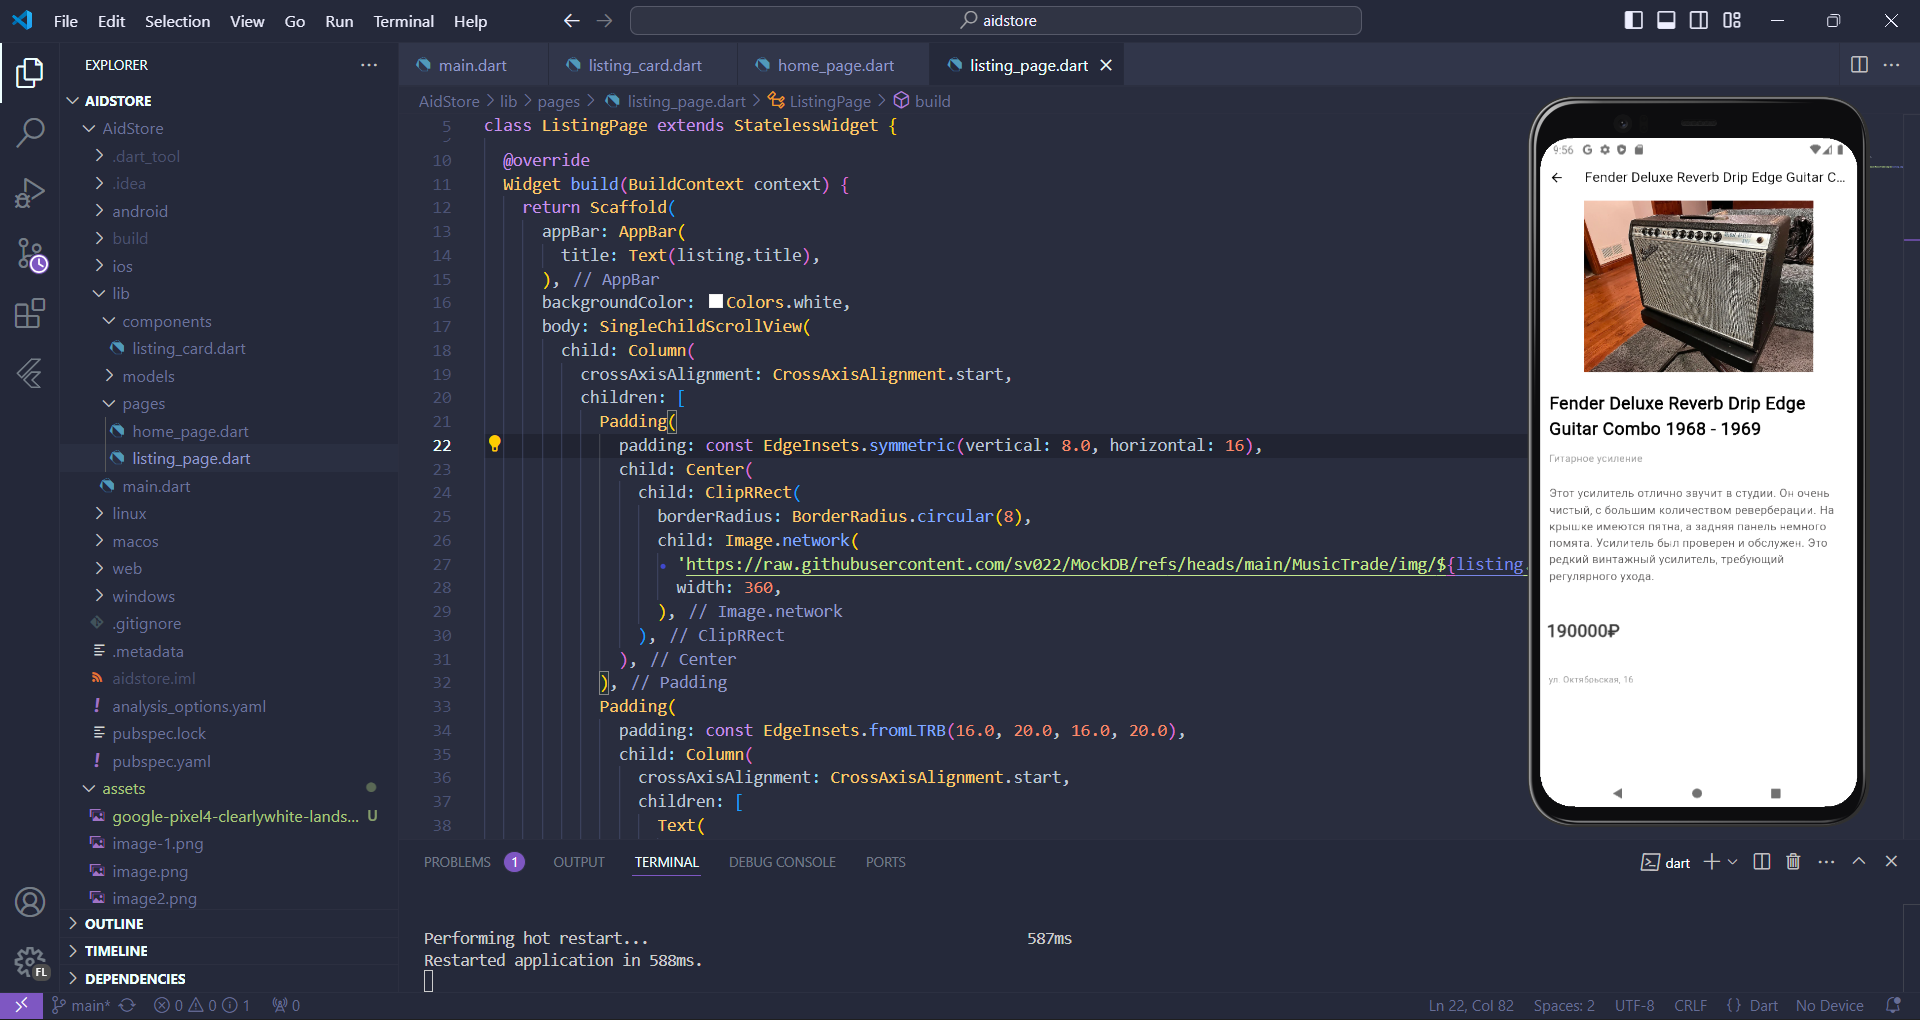 File Edit Selection View Go Run Terminal Help
aidstore
EXPLORER
AIDSTORE
AidStore
.dart_tool
.idea
android
build
ios
lib
components
listing_card.dart
models
pages
home_page.dart
listing_page.dart
main.dart
linux
macos
web
windows
.gitignore
.metadata
aidstore.iml
! analysis_options.yaml
pubspec.lock
! pubspec.yaml
assets
google-pixel4-clearlywhite-lands... U
image-1.png
image.png
image2.png
OUTLINE
TIMELINE
DEPENDENCIES
FL
main.dart listing_card.dart home_page.dart listing_page.dart
AidStore > lib > pages > listing_page.dart > ListingPage > build
5 class ListingPage extends StatelessWidget {
10 @override
11 Widget build(BuildContext context) {
12 return Scaffold(
13 appBar: AppBar(
14 title: Text(listing.title),
15 ), // AppBar
16 backgroundColor: Colors.white,
17 body: SingleChildScrollView(
18 child: Column(
19 crossAxisAlignment: CrossAxisAlignment.start,
20 children: [
21 Padding(
22 padding: const EdgeInsets.symmetric(vertical: 8.0, horizontal: 16),
23 child: Center(
24 child: ClipRRect(
25 borderRadius: BorderRadius.circular(8),
26 child: Image.network(
27 'https://raw.githubusercontent.com/sv022/MockDB/refs/heads/main/MusicTrade/img/${listing.
28 width: 360,
29 ), // Image.network
30 ), // ClipRRect
31 ), // Center
32 ), // Padding
33 Padding(
34 padding: const EdgeInsets.fromLTRB(16.0, 20.0, 16.0, 20.0),
35 child: Column(
36 crossAxisAlignment: CrossAxisAlignment.start,
37 children: [
38 Text(
9:56
Fender Deluxe Reverb Drip Edge Guitar C...
Fender Deluxe Reverb Drip Edge
Guitar Combo 1968 - 1969
Гитарное усиление
Этот усилитель отлично звучит в студии. Он очень
чистый, с большим количеством реверберации. На
крышке имеются пятна, а задняя панель немного
помята. Усилитель был проверен и обслужен. Это
редкий винтажный усилитель, требующий
регулярного ухода.
190000₽
ул. Октябрьская, 16
PROBLEMS 1 OUTPUT TERMINAL DEBUG CONSOLE PORTS
dart
Performing hot restart... 587ms
Restarted application in 588ms.
main* 0 0 1 0
Ln 22, Col 82 Spaces: 2 UTF-8 CRLF {} Dart No Device